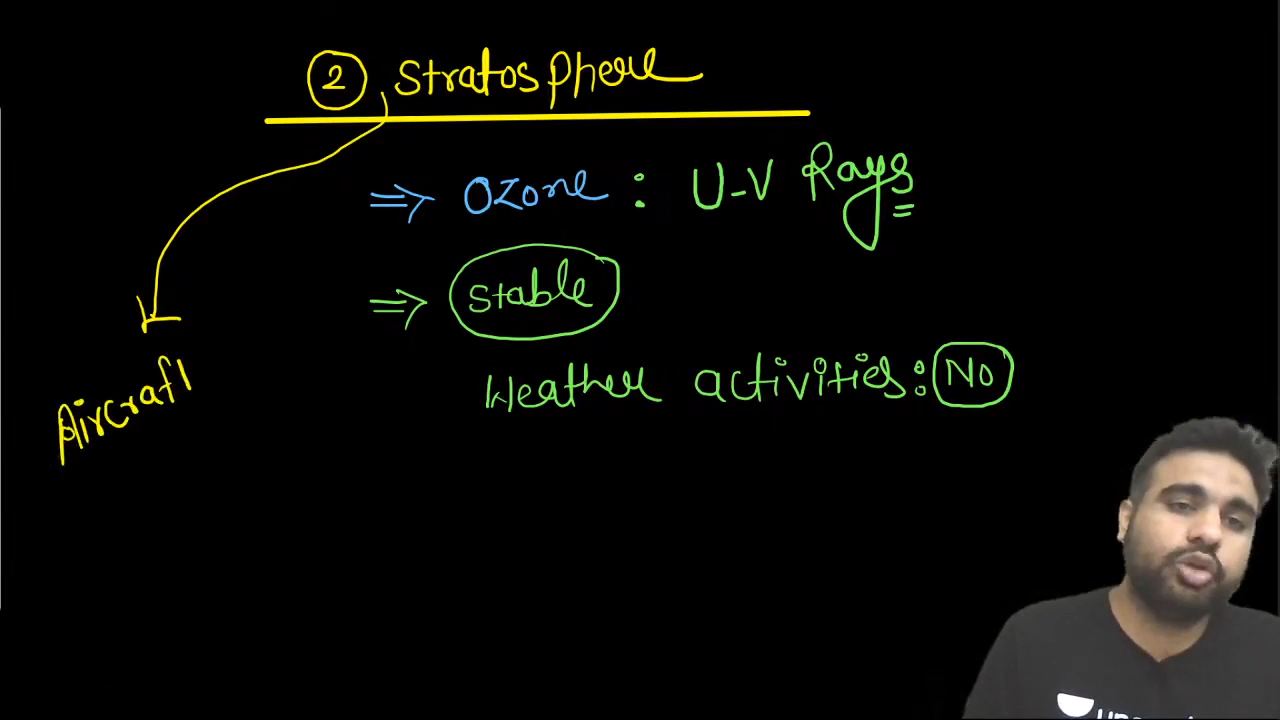 ② Stratosphere
⇒ Ozone : U-V Rays
⇒ Stable
Weather activities : No
Aircraft